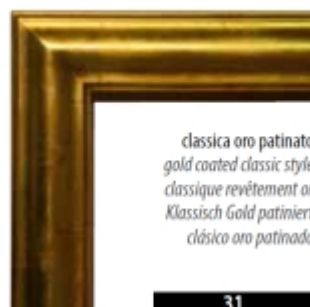 classica oro patinato
gold coated classic style
classique revêtement or
Klassisch Gold patiniert
clásico oro patinado
31